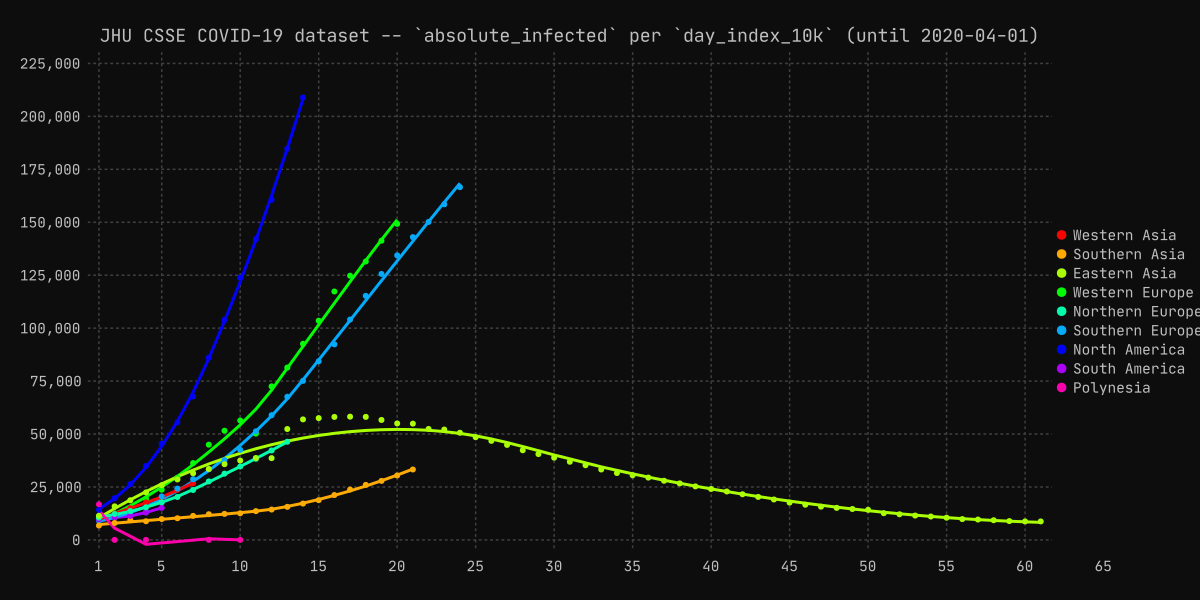 JHU CSSE COVID-19 dataset -- `absolute_infected` per `day_index_10k` (until 2020-04-01)
225,000
200,000
175,000
150,000
125,000
100,000
75,000
50,000
25,000
0
1 5 10 15 20 25 30 35 40 45 50 55 60 65
Western Asia
Southern Asia
Eastern Asia
Western Europe
Northern Europe
Southern Europe
North America
South America
Polynesia